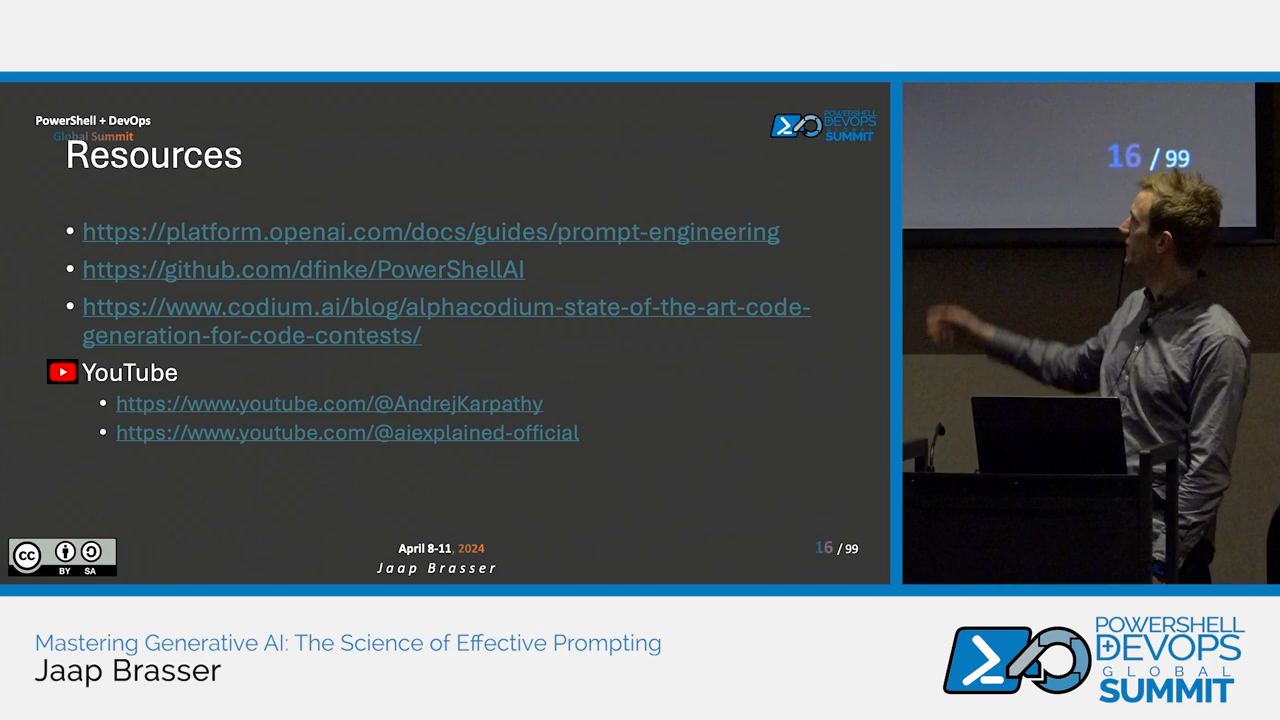 PowerShell + DevOps
Global Summit
POWERSHELL
DEVOPS
GLOBAL
SUMMIT
Resources
https://platform.openai.com/docs/guides/prompt-engineering
https://github.com/dfinke/PowerShellAI
https://www.codium.ai/blog/alphacodium-state-of-the-art-code-
generation-for-code-contests/
YouTube
https://www.youtube.com/@AndrejKarpathy
https://www.youtube.com/@aiexplained-official
cc
BY SA
April 8-11, 2024
Jaap Brasser
16 / 99
16 / 99
Mastering Generative AI: The Science of Effective Prompting
Jaap Brasser
POWERSHELL
DEVOPS
GLOBAL
SUMMIT